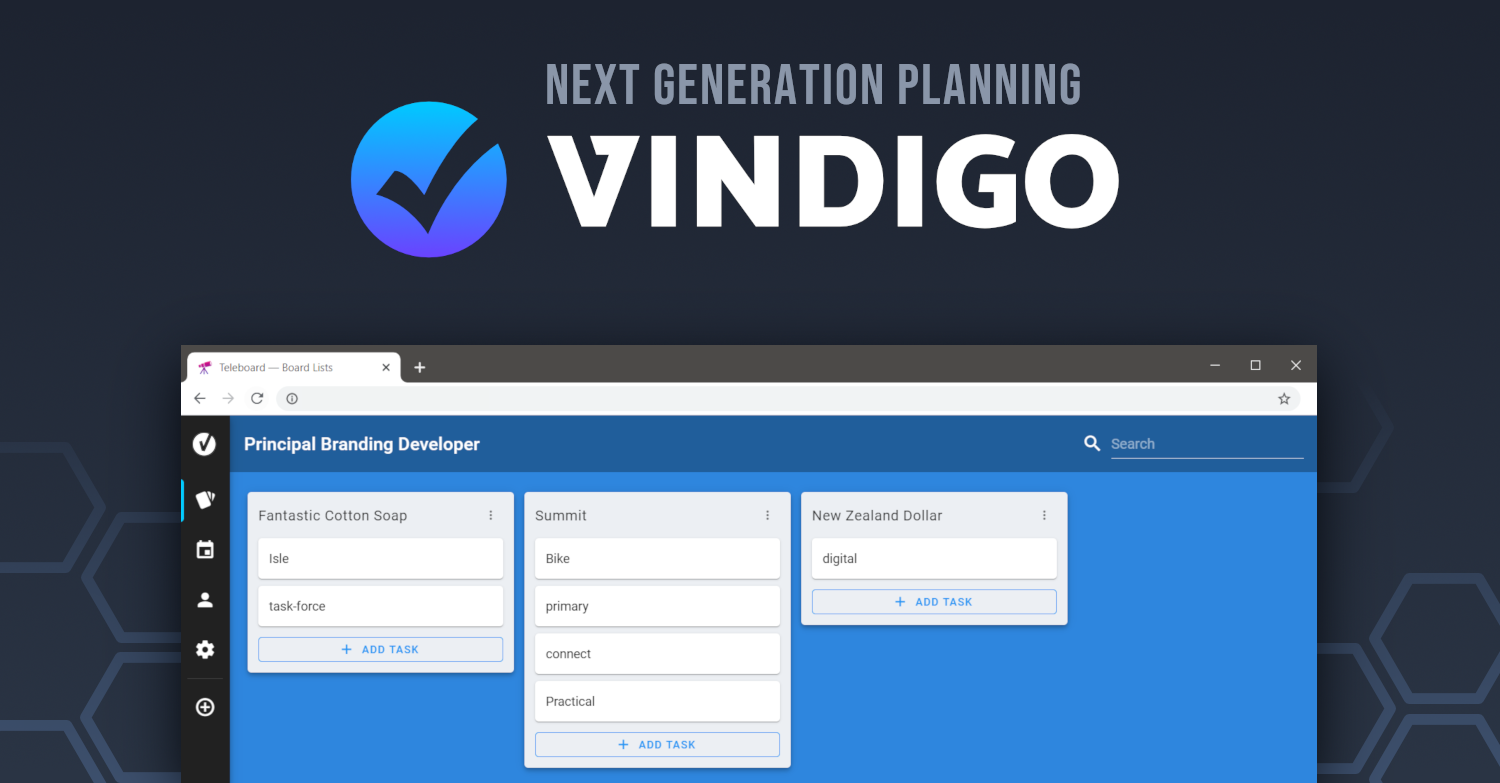 NEXT GENERATION PLANNING
VINDIGO
Teleboard — Board Lists
Principal Branding Developer
Search
Fantastic Cotton Soap
Isle
task-force
+ ADD TASK
Summit
Bike
primary
connect
Practical
+ ADD TASK
New Zealand Dollar
digital
+ ADD TASK